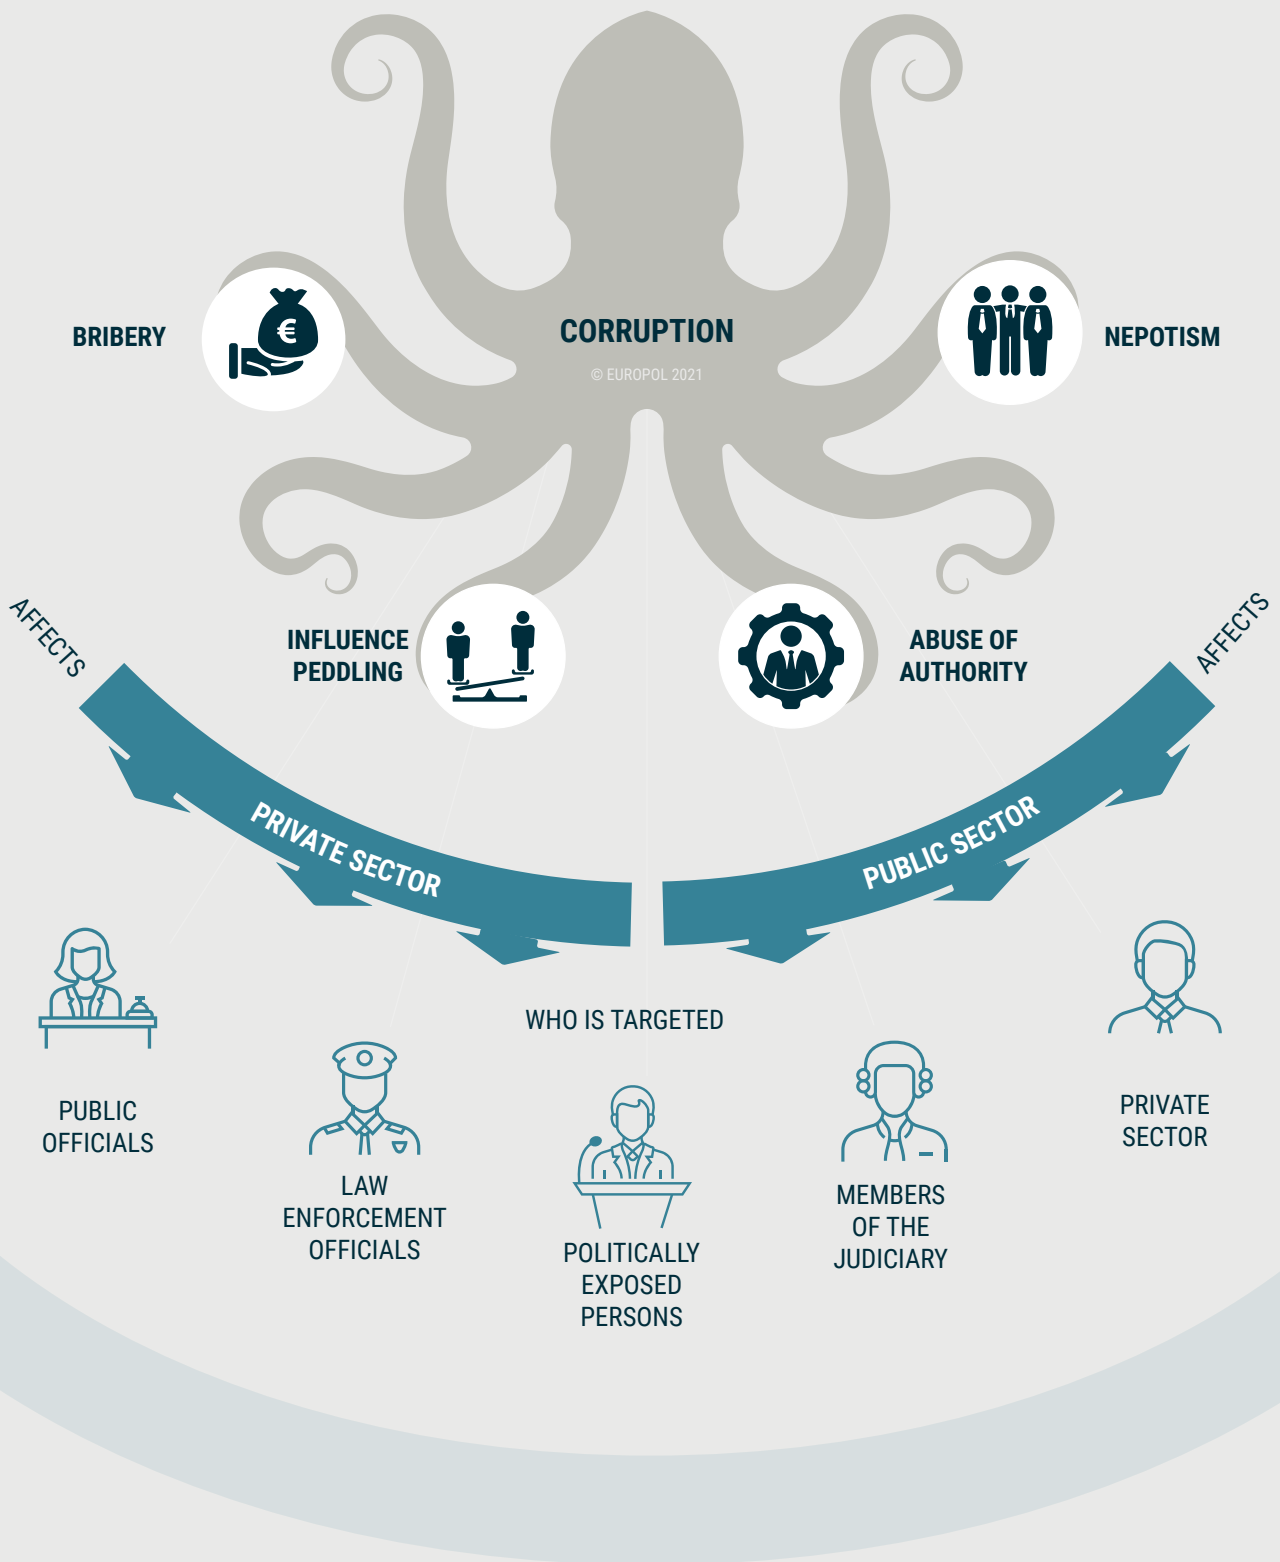 CORRUPTION
© EUROPOL 2021
BRIBERY
NEPOTISM
INFLUENCE
PEDDLING
ABUSE OF
AUTHORITY
AFFECTS
AFFECTS
PRIVATE SECTOR
PUBLIC SECTOR
WHO IS TARGETED
PUBLIC
OFFICIALS
LAW
ENFORCEMENT
OFFICIALS
POLITICALLY
EXPOSED
PERSONS
MEMBERS
OF THE
JUDICIARY
PRIVATE
SECTOR
€